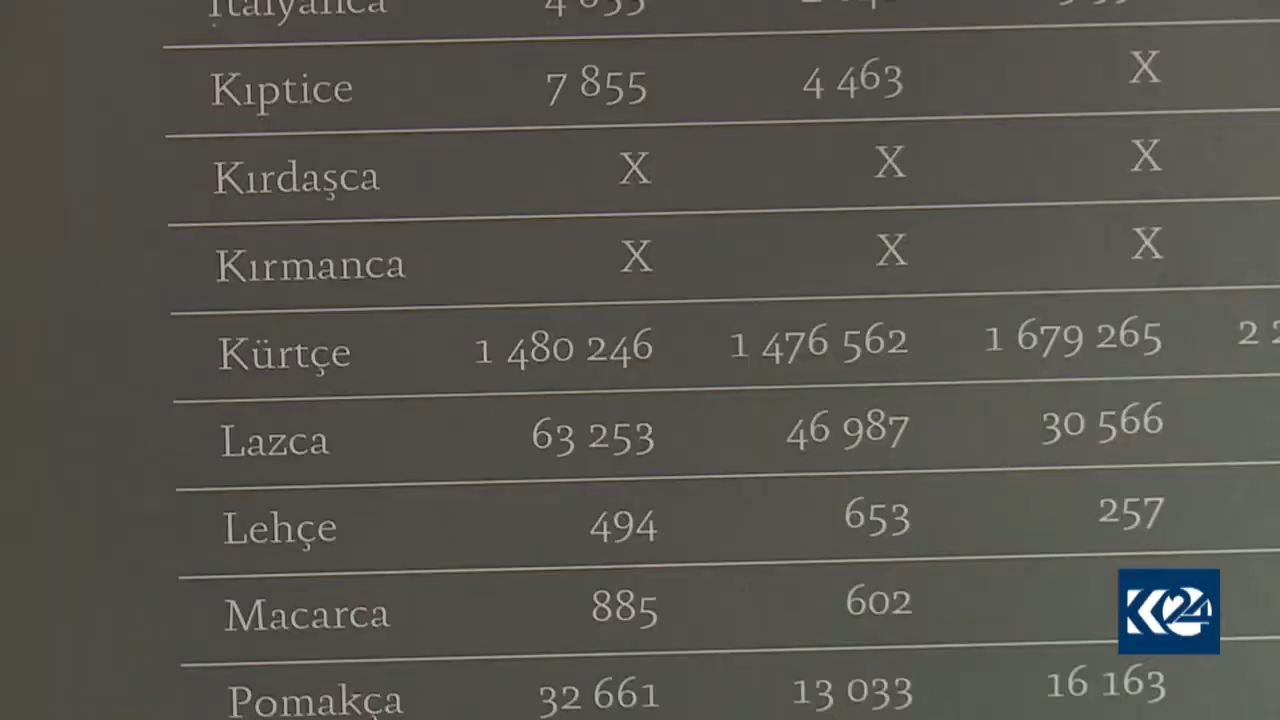 İtalyanca
Kıptice 7 855 4 463 X
Kırdaşca X X X
Kırmanca X X X
Kürtçe 1 480 246 1 476 562 1 679 265
Lazca 63 253 46 987 30 566
Lehçe 494 653 257
Macarca 885 602
Pomakça 32 661 13 033 16 163
K24